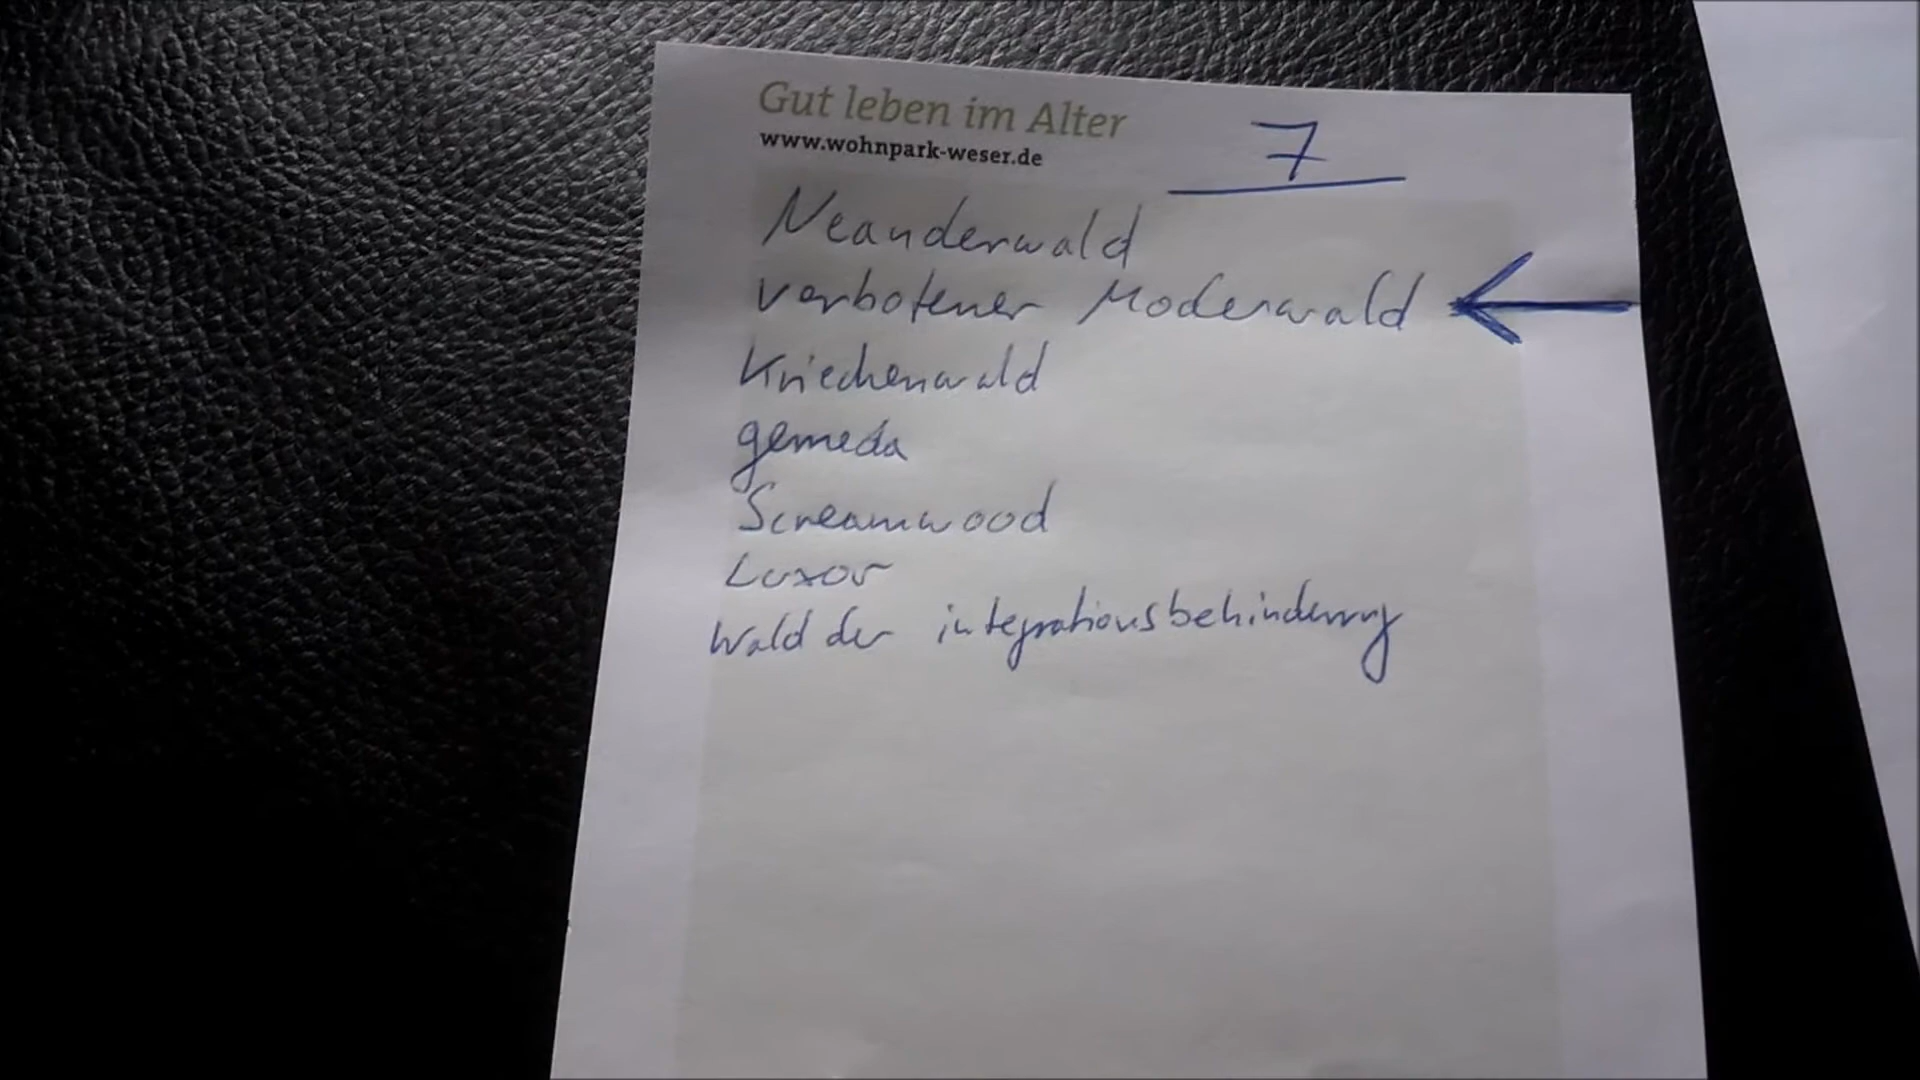 Gut leben im Alter
www.wohnpark-weser.de
7
Neanderwald
verbotener Moderwald
Kriechenwald
gemeda
Screamwood
Luxor
Wald der integrationsbehinderung